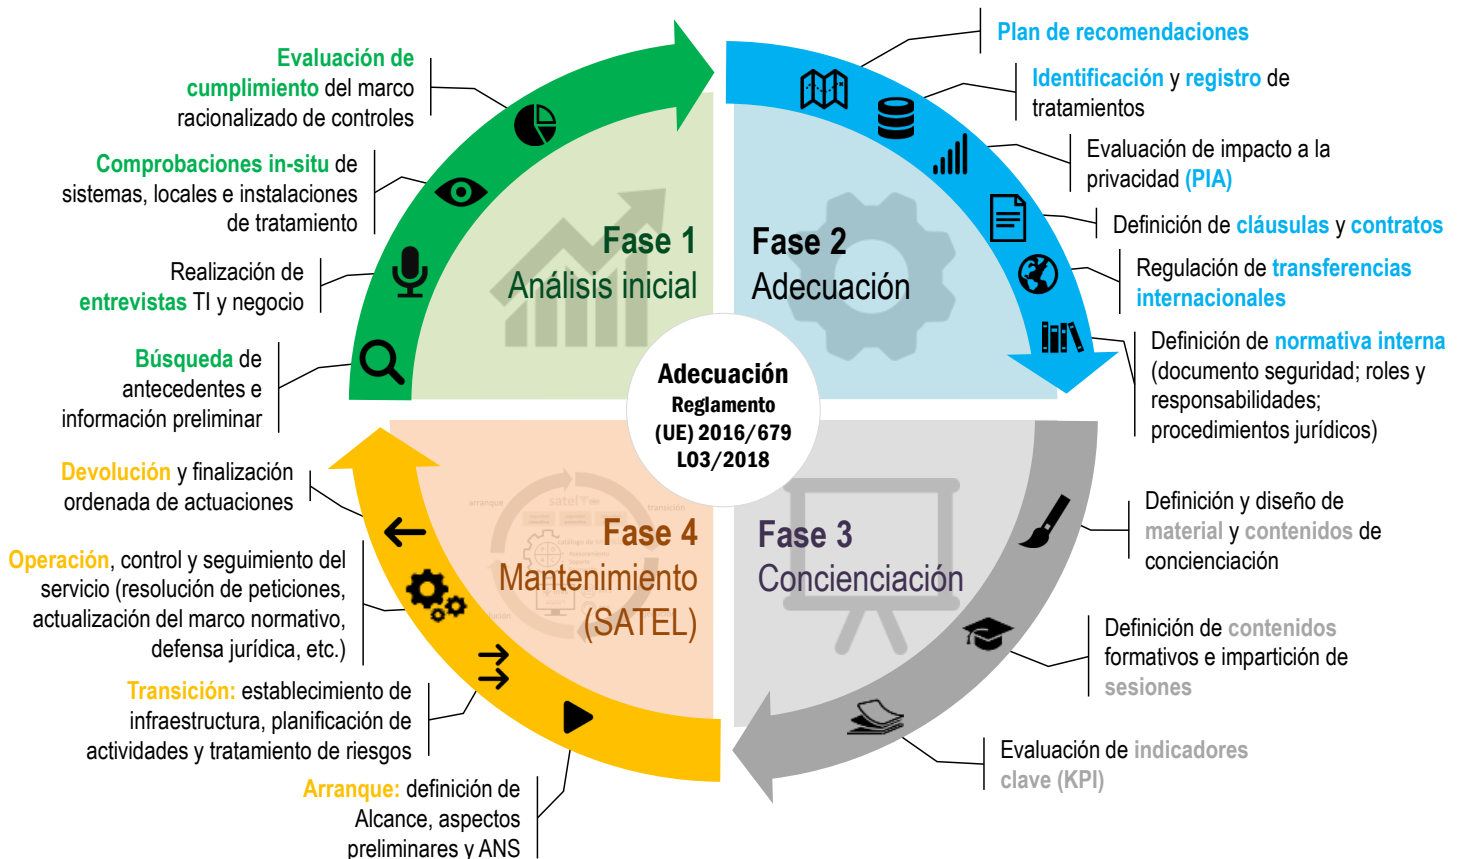 Evaluación de
cumplimiento del marco
racionalizado de controles
Comprobaciones in-situ de
sistemas, locales e instalaciones
de tratamiento
Realización de
entrevistas TI y negocio
Búsqueda de
antecedentes e
información preliminar
Fase 1
Análisis inicial
Plan de recomendaciones
Identificación y registro de
tratamientos
Evaluación de impacto a la
privacidad (PIA)
Definición de cláusulas y contratos
Regulación de transferencias
internacionales
Definición de normativa interna
(documento seguridad; roles y
responsabilidades;
procedimientos jurídicos)
Fase 2
Adecuación
Adecuación
Reglamento
(UE) 2016/679
LO3/2018
Fase 3
Concienciación
Definición y diseño de
material y contenidos de
concienciación
Definición de contenidos
formativos e impartición de
sesiones
Evaluación de indicadores
clave (KPI)
Fase 4
Mantenimiento
(SATEL)
arranque
satel
transición
Devolución y finalización
ordenada de actuaciones
Operación, control y seguimiento del
servicio (resolución de peticiones,
actualización del marco normativo,
defensa jurídica, etc.)
Transición: establecimiento de
infraestructura, planificación de
actividades y tratamiento de riesgos
Arranque: definición de
Alcance, aspectos
preliminares y ANS